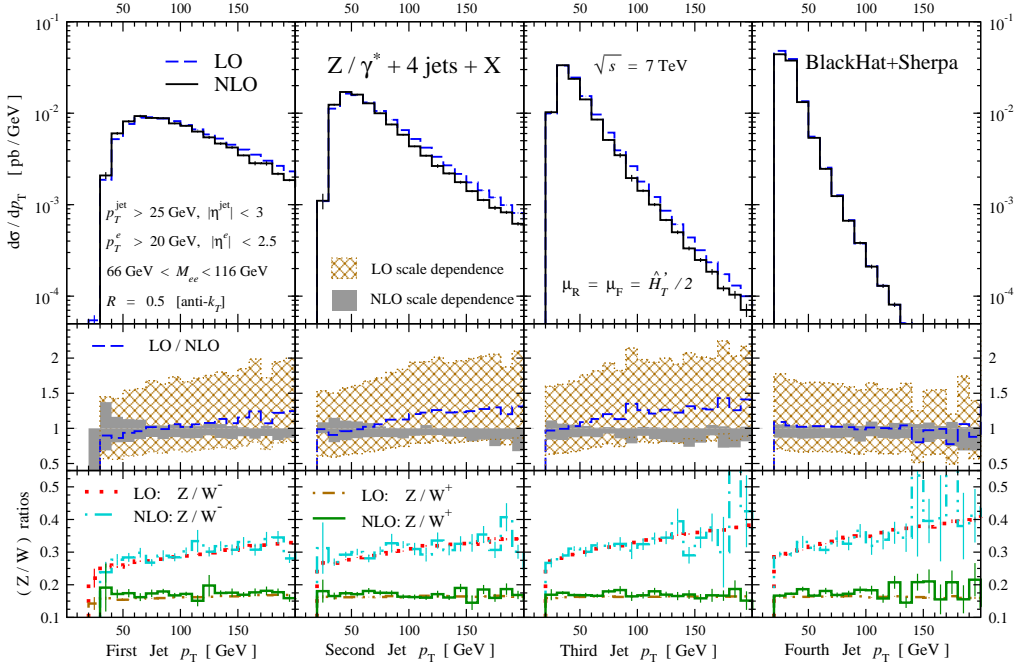 50 100 150 50 100 150 50 100 150 50 100 150
10^-1 10^-1
LO
NLO
Z / γ* + 4 jets + X
√s = 7 TeV
BlackHat+Sherpa
10^-2 10^-2
10^-3 10^-3
10^-4 10^-4
dσ / dp_T [ pb / GeV ]
p_T^jet > 25 GeV, |η^jet| < 3
p_T^e > 20 GeV, |η^e| < 2.5
66 GeV < M_ee < 116 GeV
R = 0.5 [anti-k_T]
LO scale dependence
NLO scale dependence
μ_R = μ_F = Ĥ_T' / 2
LO / NLO
2 2
1.5 1.5
1 1
0.5 0.5
LO: Z / W^-
NLO: Z / W^-
LO: Z / W^+
NLO: Z / W^+
( Z / W ) ratios
0.4 0.4
0.3 0.3
0.2 0.2
0.1 0.1
50 100 150 50 100 150 50 100 150 50 100 150
First Jet p_T [ GeV ]
Second Jet p_T [ GeV ]
Third Jet p_T [ GeV ]
Fourth Jet p_T [ GeV ]